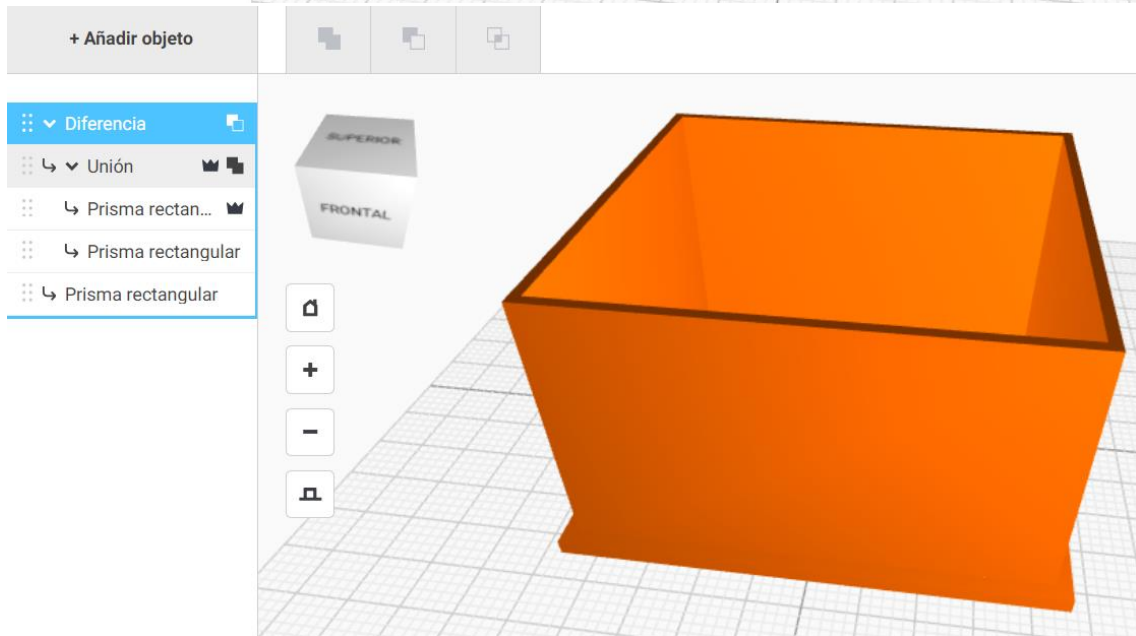 + Añadir objeto
Diferencia
Unión
Prisma rectan...
Prisma rectangular
Prisma rectangular
SUPERIOR
FRONTAL